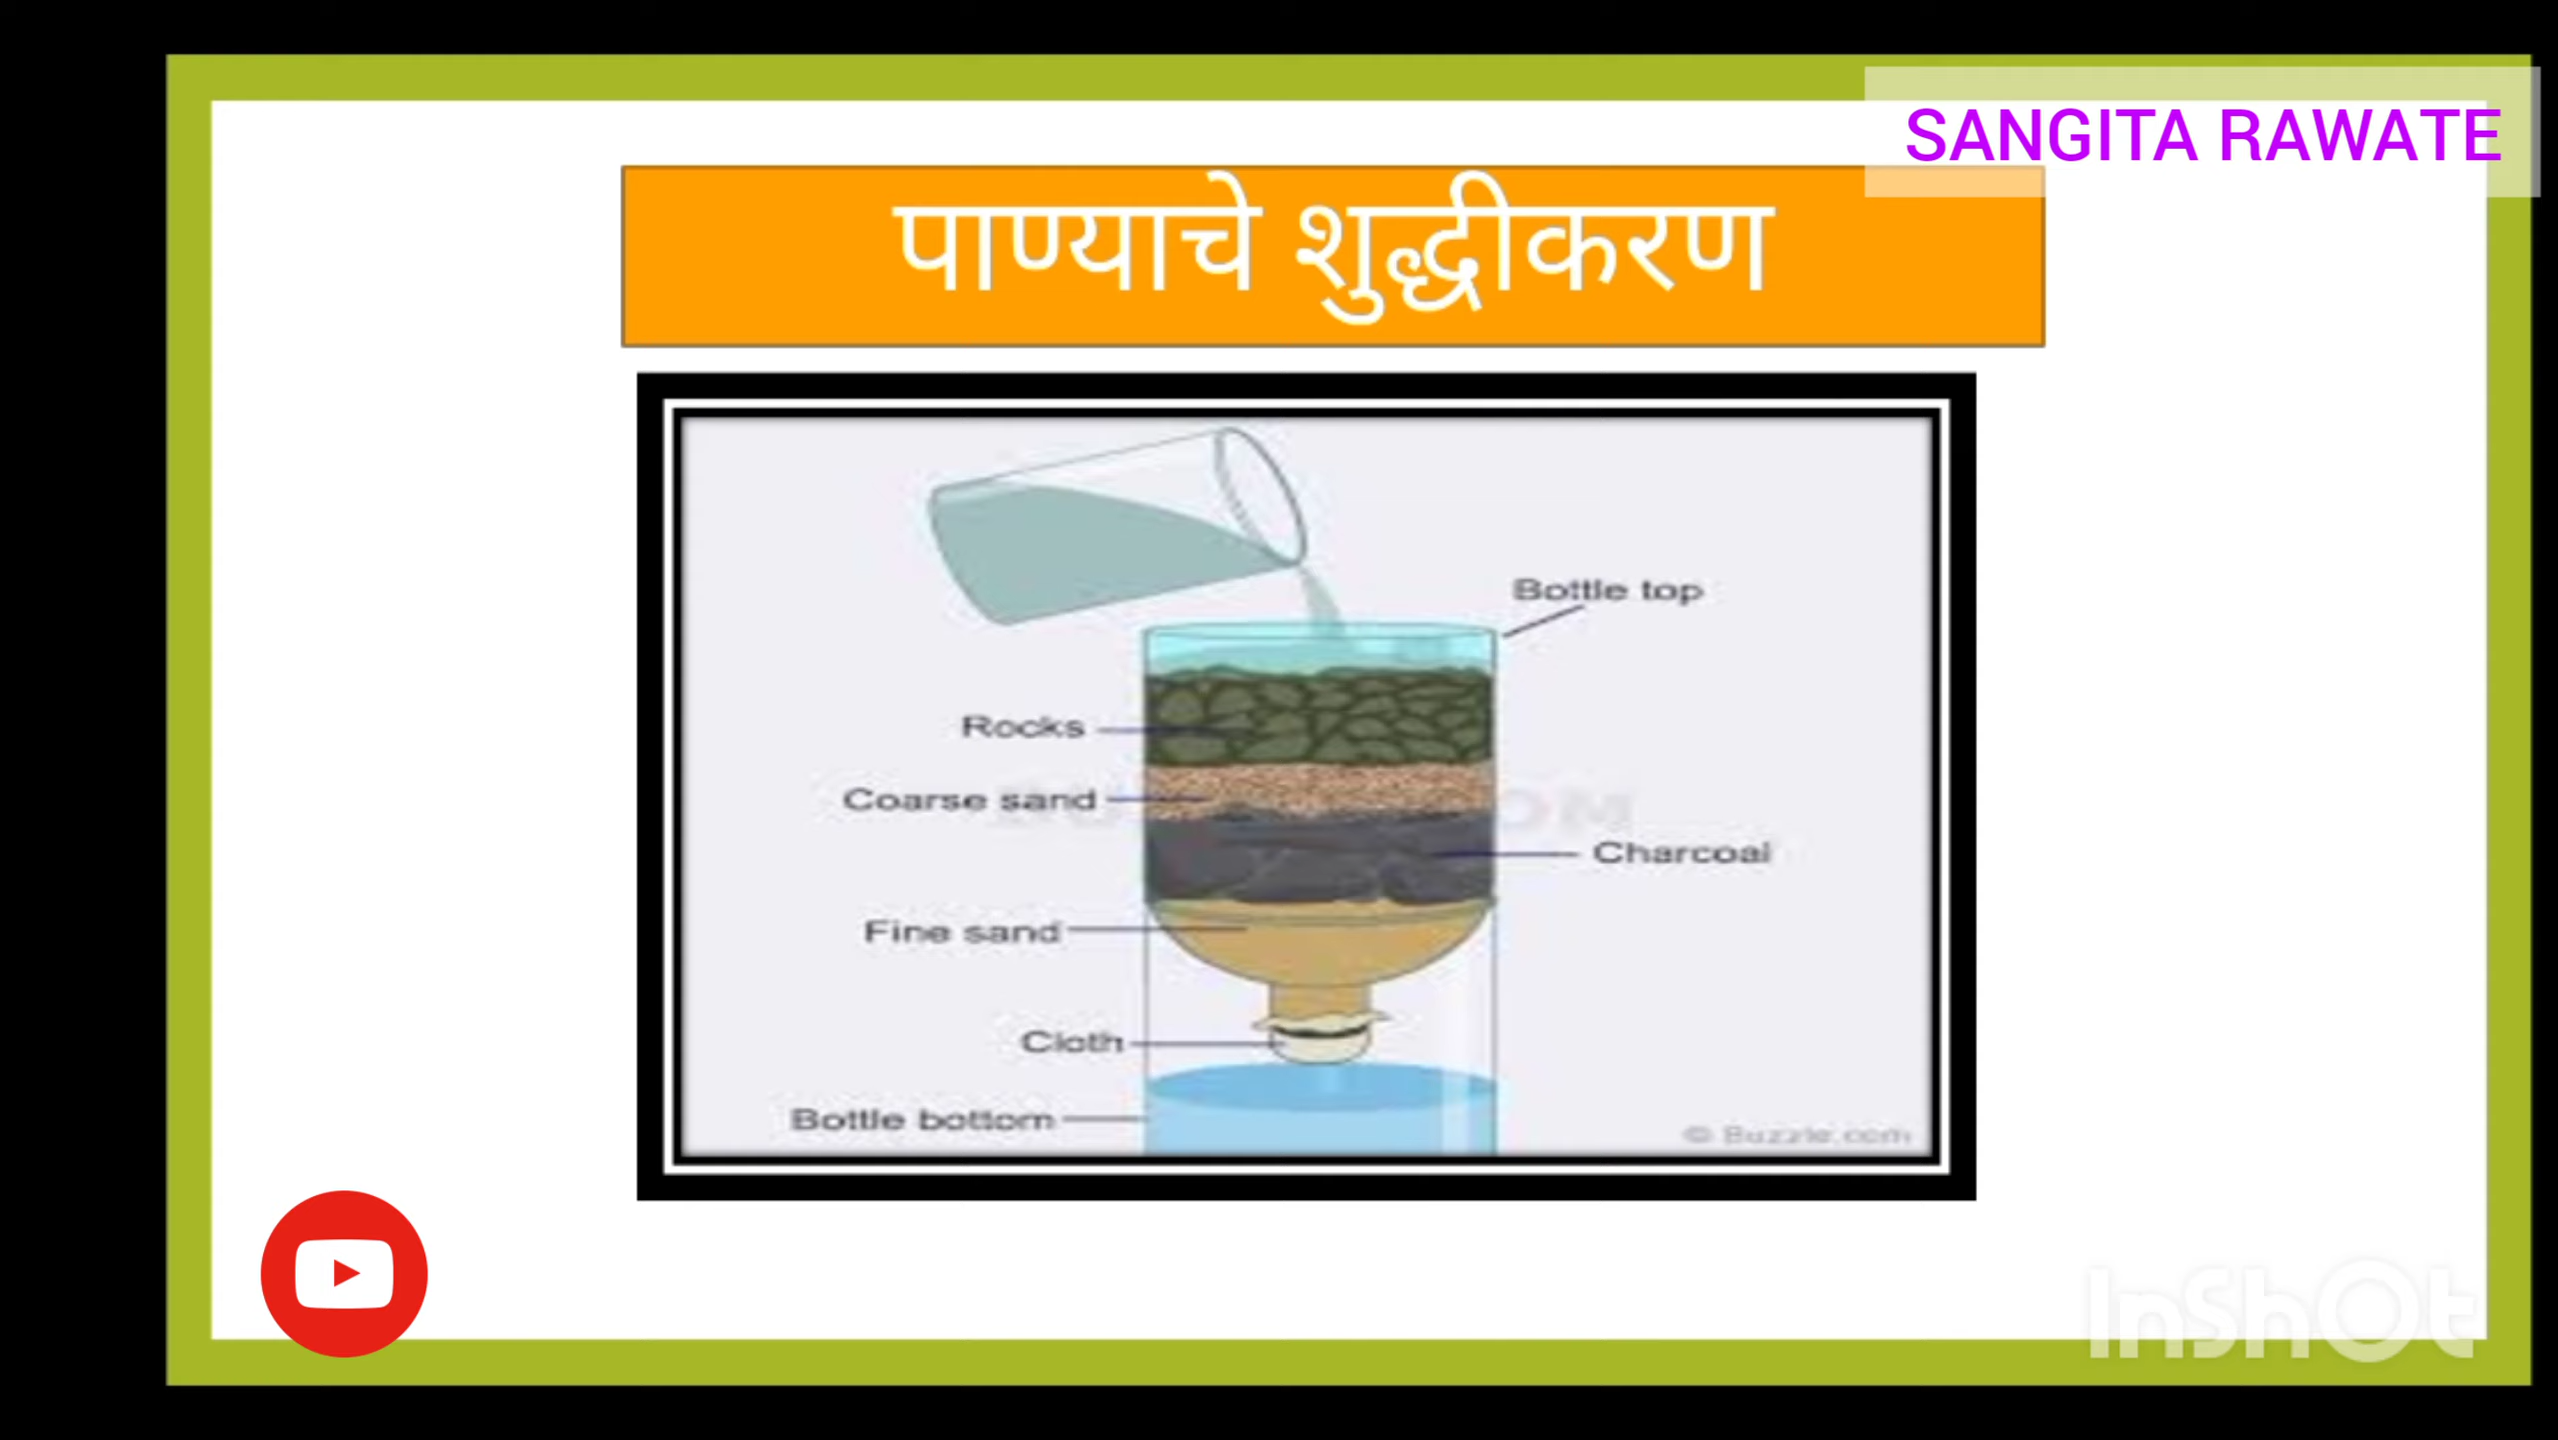 SANGITA RAWATE
पाण्याचे शुद्धीकरण
Bottle top
Rocks
Coarse sand
Charcoal
Fine sand
Cloth
Bottle bottom
© Buzzle.com
InShOt